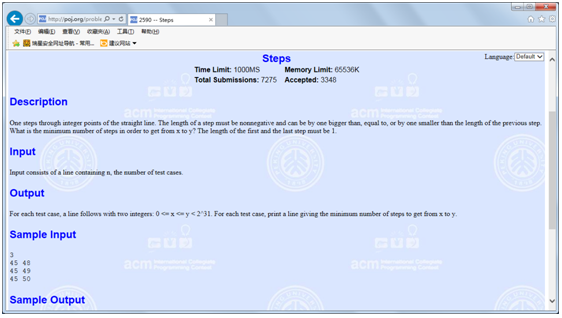 http://poj.org/proble
2590 -- Steps
文件(F) 编辑(E) 查看(V) 收藏夹(A) 工具(T) 帮助(H)
瑞星安全网址导航 - 常用... 建议网站
Language: Default
Steps
Time Limit: 1000MS Memory Limit: 65536K
Total Submissions: 7275 Accepted: 3348
Description
One steps through integer points of the straight line. The length of a step must be nonnegative and can be by one bigger than, equal to, or by one smaller than the length of the previous step.
What is the minimum number of steps in order to get from x to y? The length of the first and the last step must be 1.
Input
Input consists of a line containing n, the number of test cases.
Output
For each test case, a line follows with two integers: 0 <= x <= y < 2^31. For each test case, print a line giving the minimum number of steps to get from x to y.
Sample Input
3
45 48
45 49
45 50
Sample Output
acm International Collegiate
Programming Contest